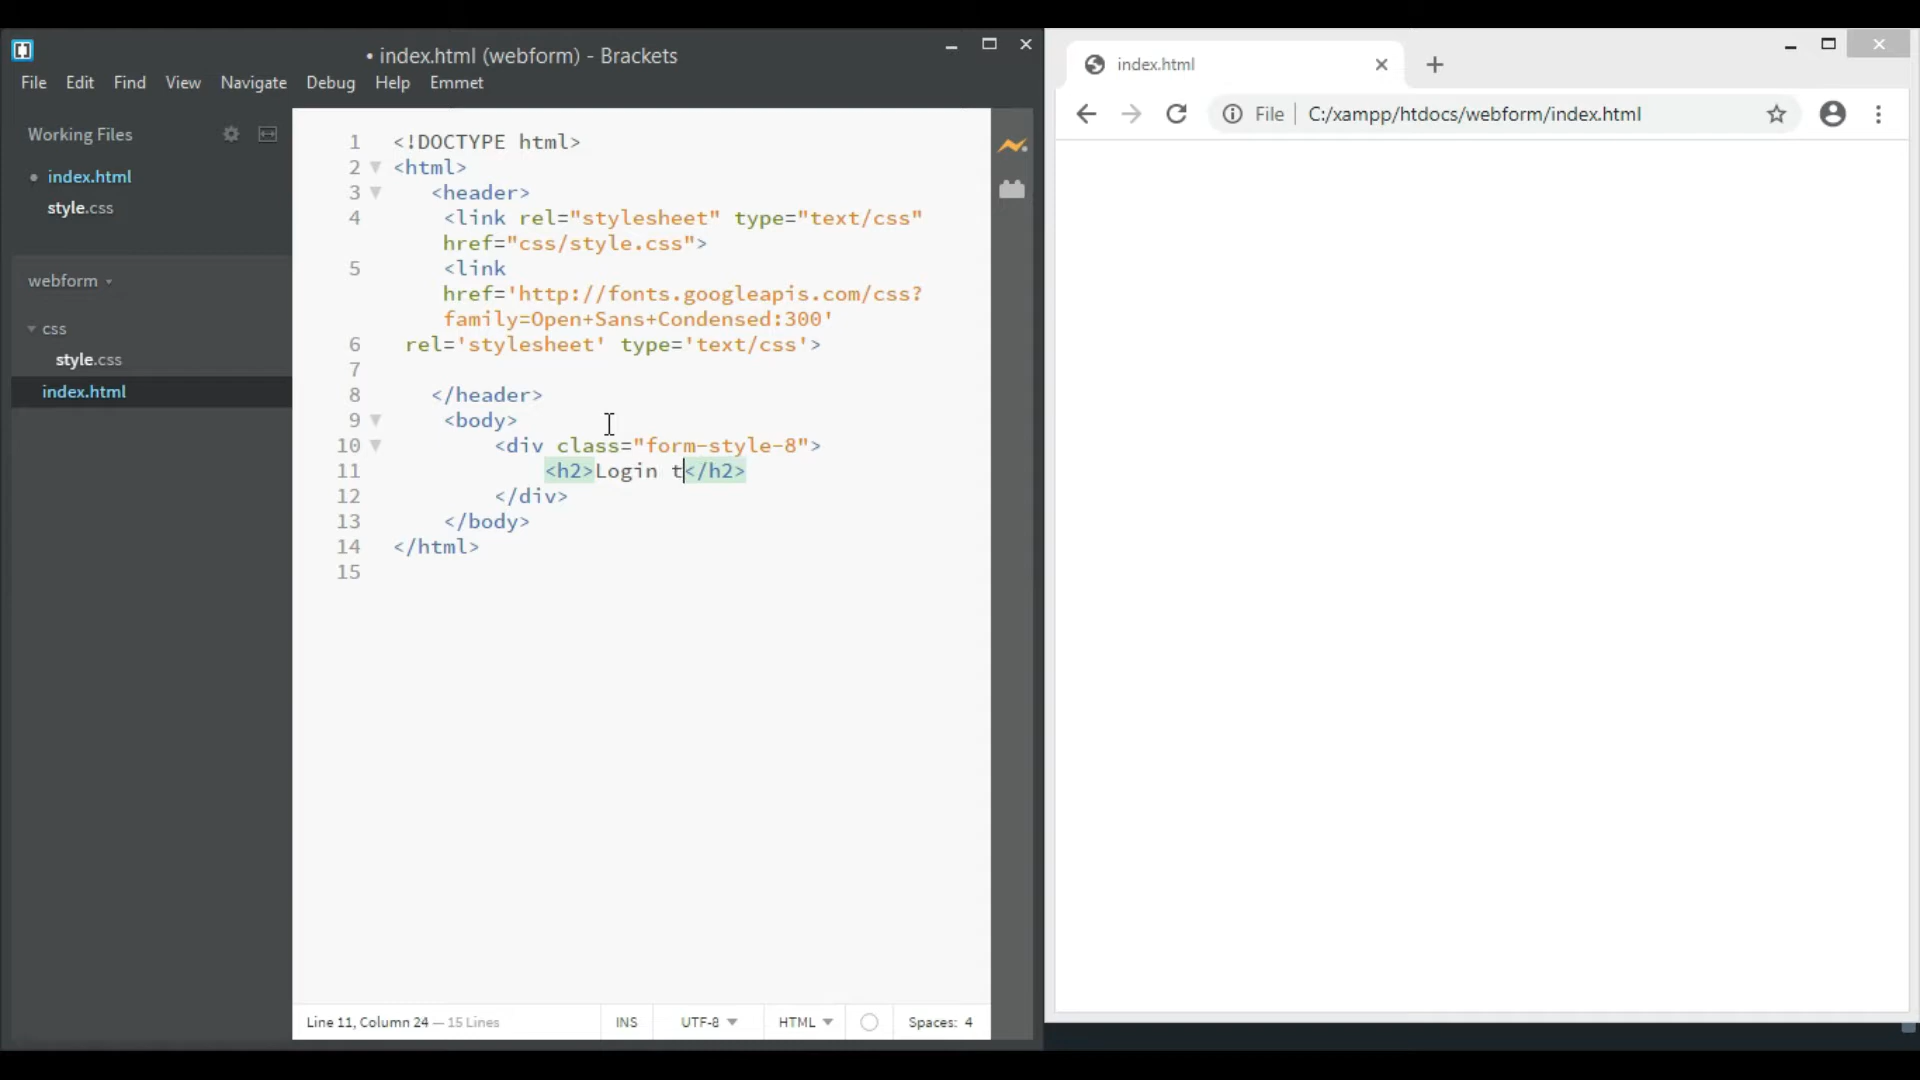 • index.html (webform) - Brackets
File Edit Find View Navigate Debug Help Emmet
Working Files
• index.html
style.css
webform
css
style.css
index.html
1 <!DOCTYPE html>
2 <html>
3 <header>
4 <link rel="stylesheet" type="text/css"
href="css/style.css">
5 <link
href='http://fonts.googleapis.com/css?
family=Open+Sans+Condensed:300'
6 rel='stylesheet' type='text/css'>
7
8 </header>
9 <body>
10 <div class="form-style-8">
11 <h2>Login t</h2>
12 </div>
13 </body>
14 </html>
15
Line 11, Column 24 — 15 Lines INS UTF-8 HTML Spaces: 4
index.html
File C:/xampp/htdocs/webform/index.html